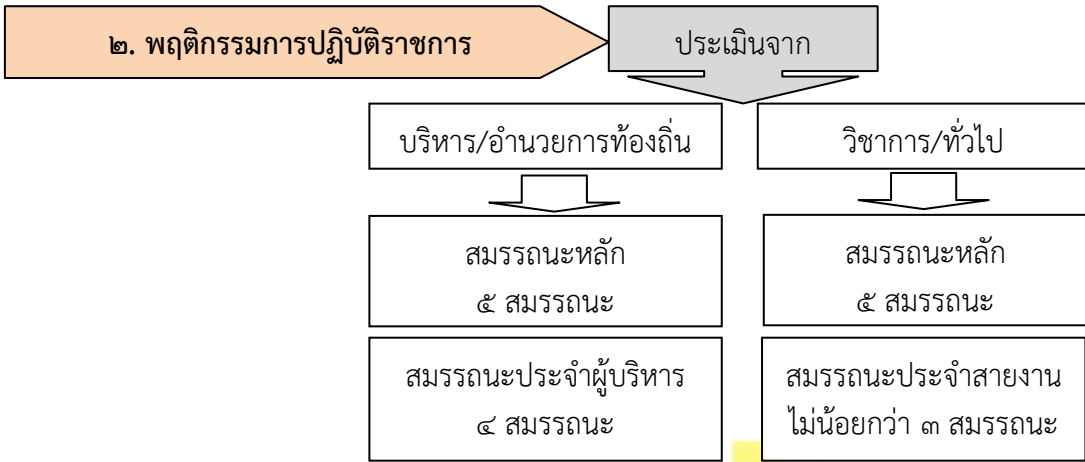 ๒. พฤติกรรมการปฏิบัติราชการ
ประเมินจาก
บริหาร/อำนวยการท้องถิ่น
วิชาการ/ทั่วไป
สมรรถนะหลัก
๕ สมรรถนะ
สมรรถนะหลัก
๕ สมรรถนะ
สมรรถนะประจำผู้บริหาร
๔ สมรรถนะ
สมรรถนะประจำสายงาน
ไม่น้อยกว่า ๓ สมรรถนะ